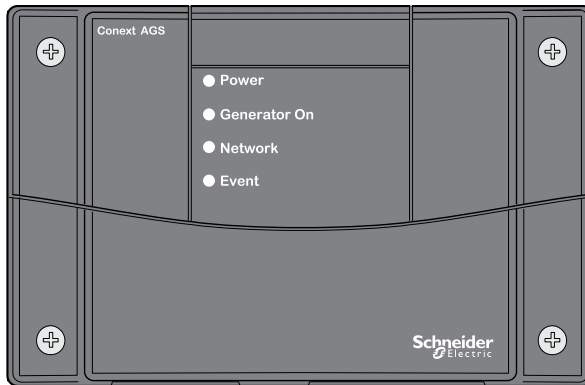 Conext AGS
Power
Generator On
Network
Event
Schneider
Electric